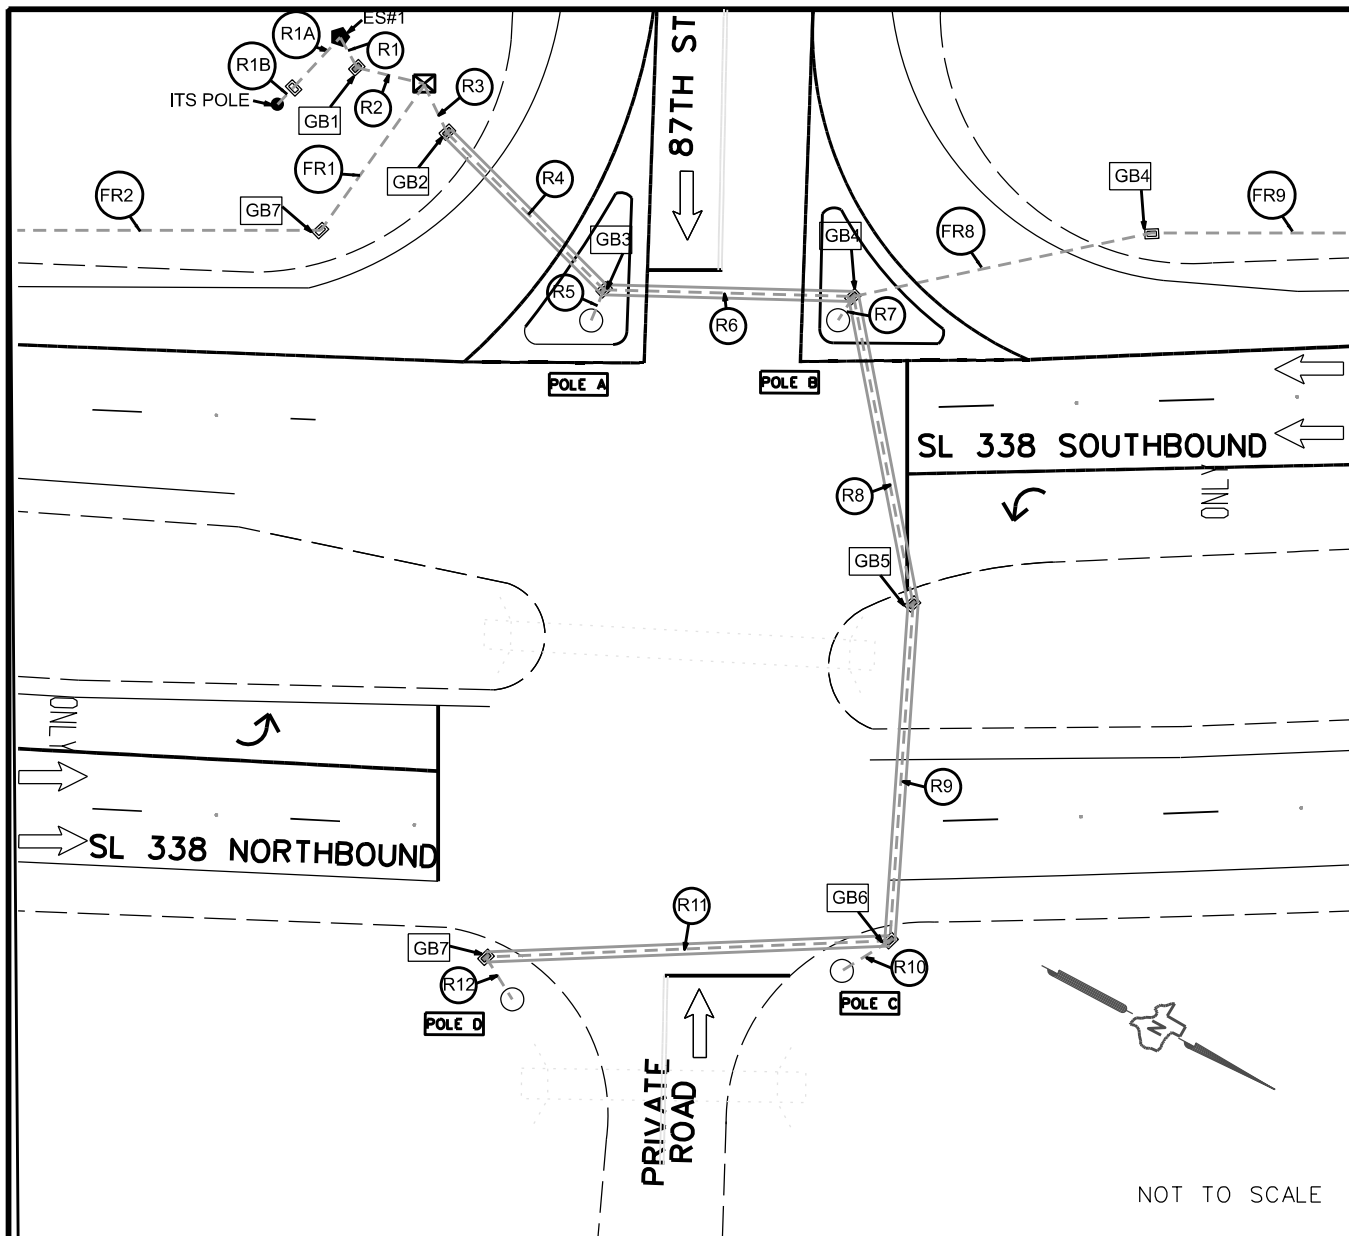 ES#1
R1A
R1
R1B
ITS POLE
GB1
R2
R3
87TH ST
FR1
GB2
R4
FR2
GB7
GB3
GB4
FR8
GB4
FR9
R5
R6
R7
POLE A
POLE B
SL 338 SOUTHBOUND
ONLY
R8
GB5
ONLY
R9
SL 338 NORTHBOUND
GB6
R11
GB7
R12
R10
POLE C
POLE D
N
PRIVATE
ROAD
NOT TO SCALE